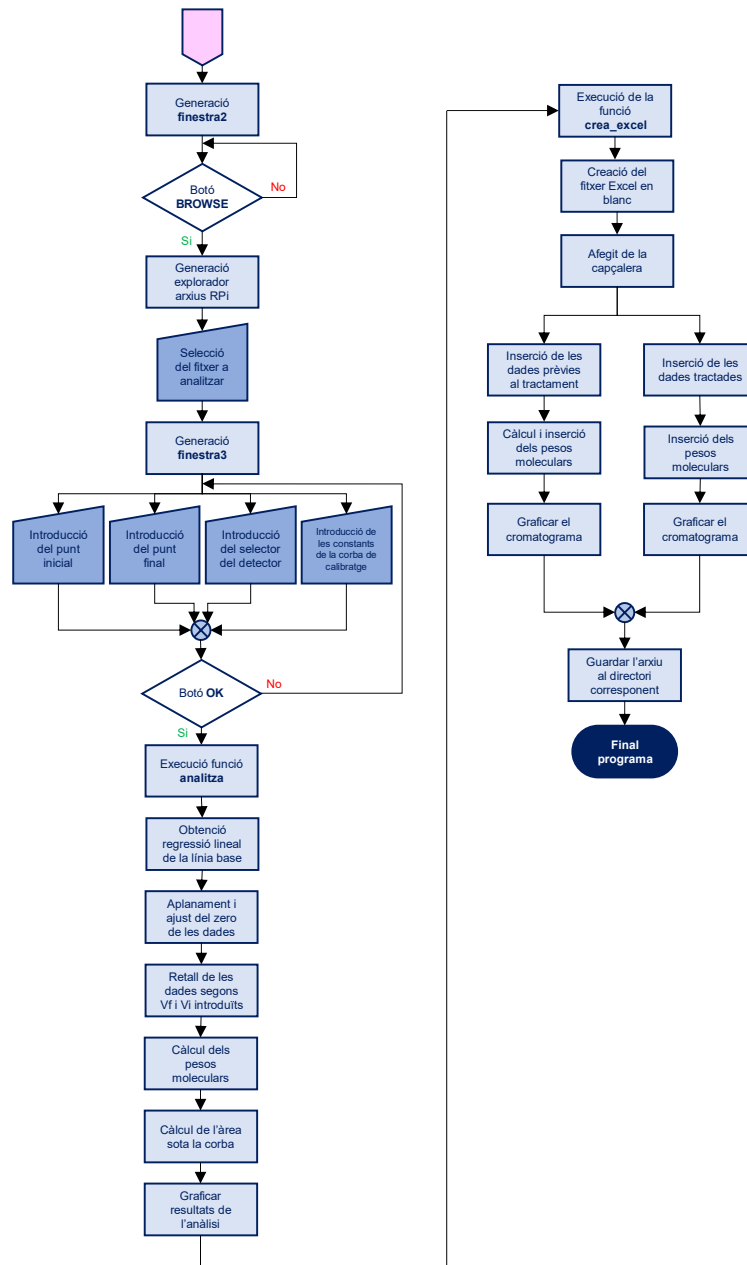 Generació
finestra2
Botó
BROWSE
No
Si
Generació
explorador
arxius RPi
Selecció
del fitxer a
analitzar
Generació
finestra3
Introducció
del punt
inicial
Introducció
del punt
final
Introducció
del selector
del detector
Introducció de
les constants
de la corba de
calibratge
Botó OK
No
Si
Execució funció
analitza
Obtenció
regressió lineal
de la línia base
Aplanament i
ajust del zero
de les dades
Retall de les
dades segons
Vf i Vi introduïts
Càlcul dels
pesos
moleculars
Càlcul de l'àrea
sota la corba
Graficar
resultats de
l'anàlisi
Execució de la
funció
crea_excel
Creació del
fitxer Excel en
blanc
Afegit de la
capçalera
Inserció de les
dades prèvies
al tractament
Càlcul i inserció
dels pesos
moleculars
Graficar el
cromatograma
Inserció de les
dades tractades
Inserció dels
pesos
moleculars
Graficar el
cromatograma
Guardar l'arxiu
al directori
corresponent
Final
programa